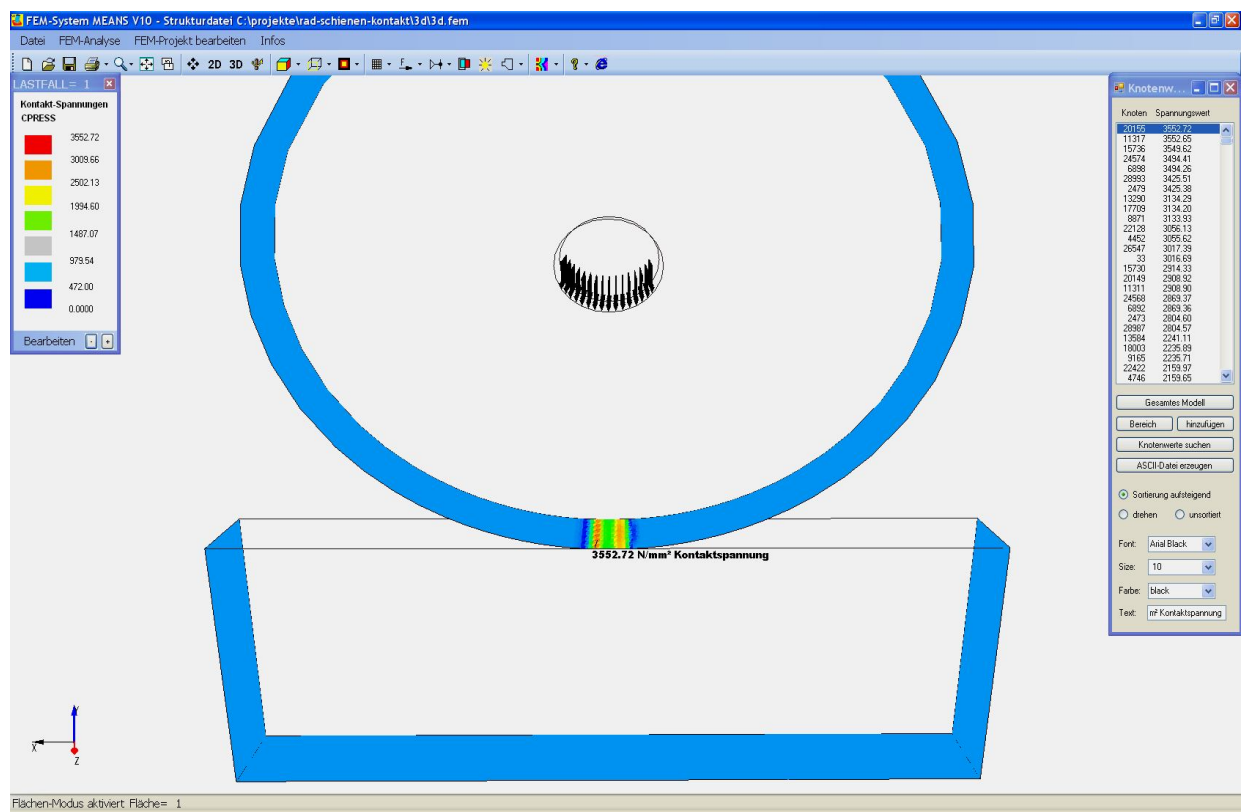 FEM-System MEANS V10 - Strukturdatei C:\projekte\rad-schienen-kontakt\3d\3d.fem
Datei FEM-Analyse FEM-Projekt bearbeiten Infos
2D 3D
LASTFALL= 1
Kontakt-Spannungen
CPRESS
3552.72
3009.66
2502.13
1994.60
1487.07
979.54
472.00
0.0000
Bearbeiten - +
3552.72 N/mm² Kontaktspannung
X
Z
Knotenw...
Knoten Spannungswert
20155 3552.72
11317 3552.65
15736 3549.62
24574 3494.41
6898 3494.26
28993 3425.51
2479 3425.38
13290 3134.29
17709 3134.20
8871 3133.93
22128 3056.13
4452 3055.62
26547 3017.39
33 3016.69
15730 2914.33
20149 2908.92
11311 2908.90
24568 2869.37
6892 2869.36
2473 2804.60
28987 2804.57
13584 2241.11
18003 2235.89
9165 2235.71
22422 2159.97
4746 2159.65
Gesamtes Modell
Bereich hinzufügen
Knotenwerte suchen
ASCII-Datei erzeugen
Sortierung aufsteigend
drehen unsortiert
Font: Arial Black
Size: 10
Farbe: black
Text: m² Kontaktspannung
Flächen-Modus aktiviert Fläche= 1